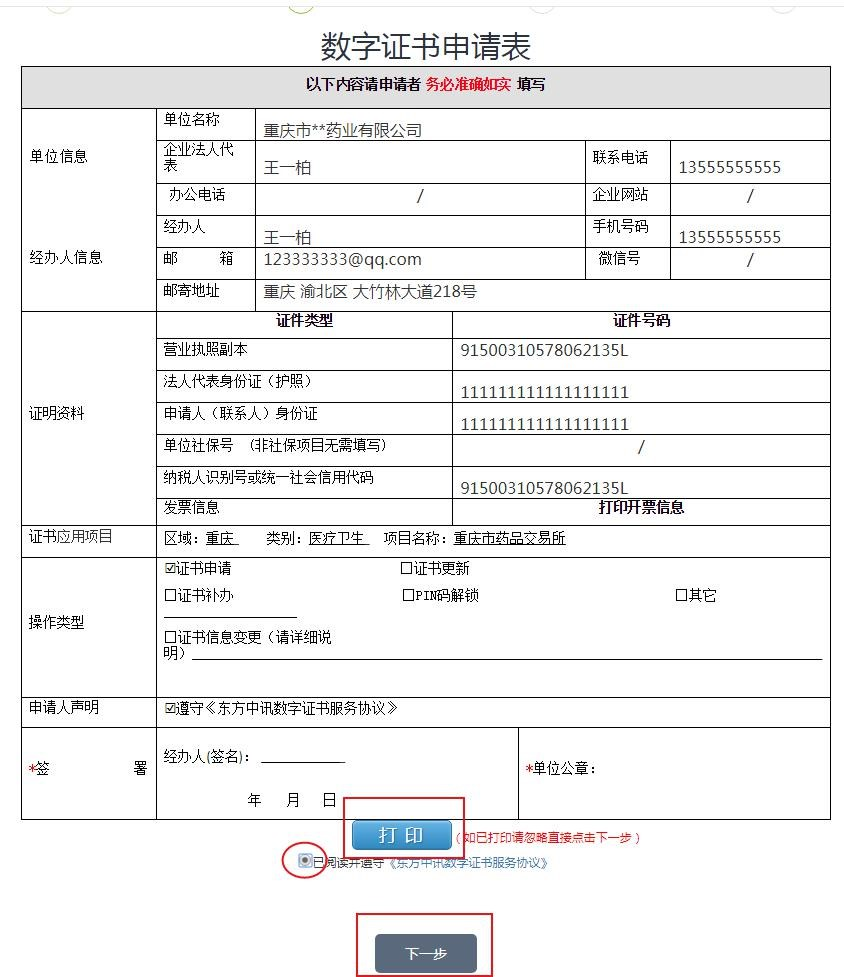 数字证书申请表
以下内容请申请者 务必准确如实 填写
单位信息
单位名称 重庆市**药业有限公司
企业法人代表 王一柏 联系电话 13555555555
办公电话 / 企业网站 /
经办人信息
经办人 王一柏 手机号码 13555555555
邮 箱 123333333@qq.com 微信号 /
邮寄地址 重庆 渝北区 大竹林大道218号
证明资料
证件类型 证件号码
营业执照副本 91500310578062135L
法人代表身份证（护照） 111111111111111111
申请人（联系人）身份证 111111111111111111
单位社保号 （非社保项目无需填写） /
纳税人识别号或统一社会信用代码 91500310578062135L
发票信息 打印开票信息
证书应用项目 区域：重庆 类别：医疗卫生 项目名称：重庆市药品交易所
操作类型
☑证书申请 □证书更新
□证书补办 □PIN码解锁 □其它
□证书信息变更（请详细说
明）
申请人声明 ☑遵守《东方中讯数字证书服务协议》
*签 署 经办人(签名)： *单位公章：
年 月 日
打 印 （如已打印请忽略直接点击下一步）
已阅读并遵守《东方中讯数字证书服务协议》
下一步